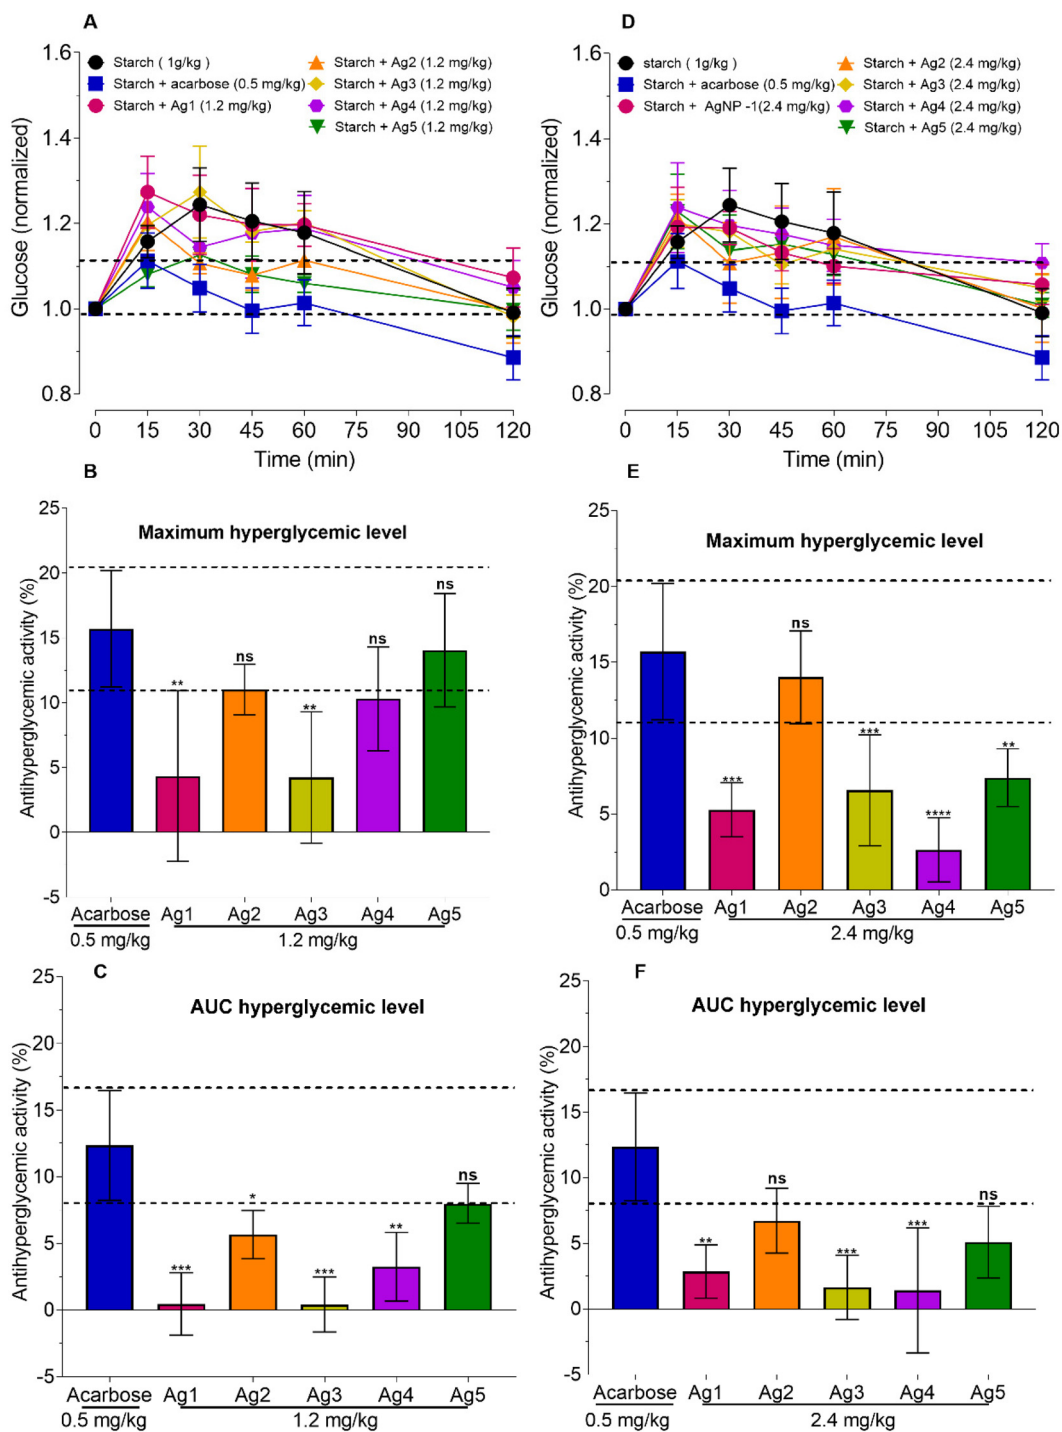 A
Starch ( 1g/kg )
Starch + acarbose (0.5 mg/kg)
Starch + Ag1 (1.2 mg/kg)
Starch + Ag2 (1.2 mg/kg)
Starch + Ag3 (1.2 mg/kg)
Starch + Ag4 (1.2 mg/kg)
Starch + Ag5 (1.2 mg/kg)
Glucose (normalized)
1.6
1.4
1.2
1.0
0.8
0 15 30 45 60 75 90 105 120
Time (min)
D
starch (1g/kg )
Starch + acarbose (0.5 mg/kg)
Starch + AgNP -1(2.4 mg/kg)
Starch + Ag2 (2.4 mg/kg)
Starch + Ag3 (2.4 mg/kg)
Starch + Ag4 (2.4 mg/kg)
Starch + Ag5 (2.4 mg/kg)
Glucose (normalized)
1.6
1.4
1.2
1.0
0.8
0 15 30 45 60 75 90 105 120
Time (min)
B
Maximum hyperglycemic level
Antihyperglycemic activity (%)
25
20
15
10
5
0
-5
** ns ** ns ns
Acarbose Ag1 Ag2 Ag3 Ag4 Ag5
0.5 mg/kg 1.2 mg/kg
E
Maximum hyperglycemic level
Antihyperglycemic activity (%)
25
20
15
10
5
0
*** ns *** **** **
Acarbose Ag1 Ag2 Ag3 Ag4 Ag5
0.5 mg/kg 2.4 mg/kg
C
AUC hyperglycemic level
Antihyperglycemic activity (%)
25
20
15
10
5
0
-5
*** * *** ** ns
Acarbose Ag1 Ag2 Ag3 Ag4 Ag5
0.5 mg/kg 1.2 mg/kg
F
AUC hyperglycemic level
Antihyperglycemic activity (%)
25
20
15
10
5
0
-5
** ns *** *** ns
Acarbose Ag1 Ag2 Ag3 Ag4 Ag5
0.5 mg/kg 2.4 mg/kg